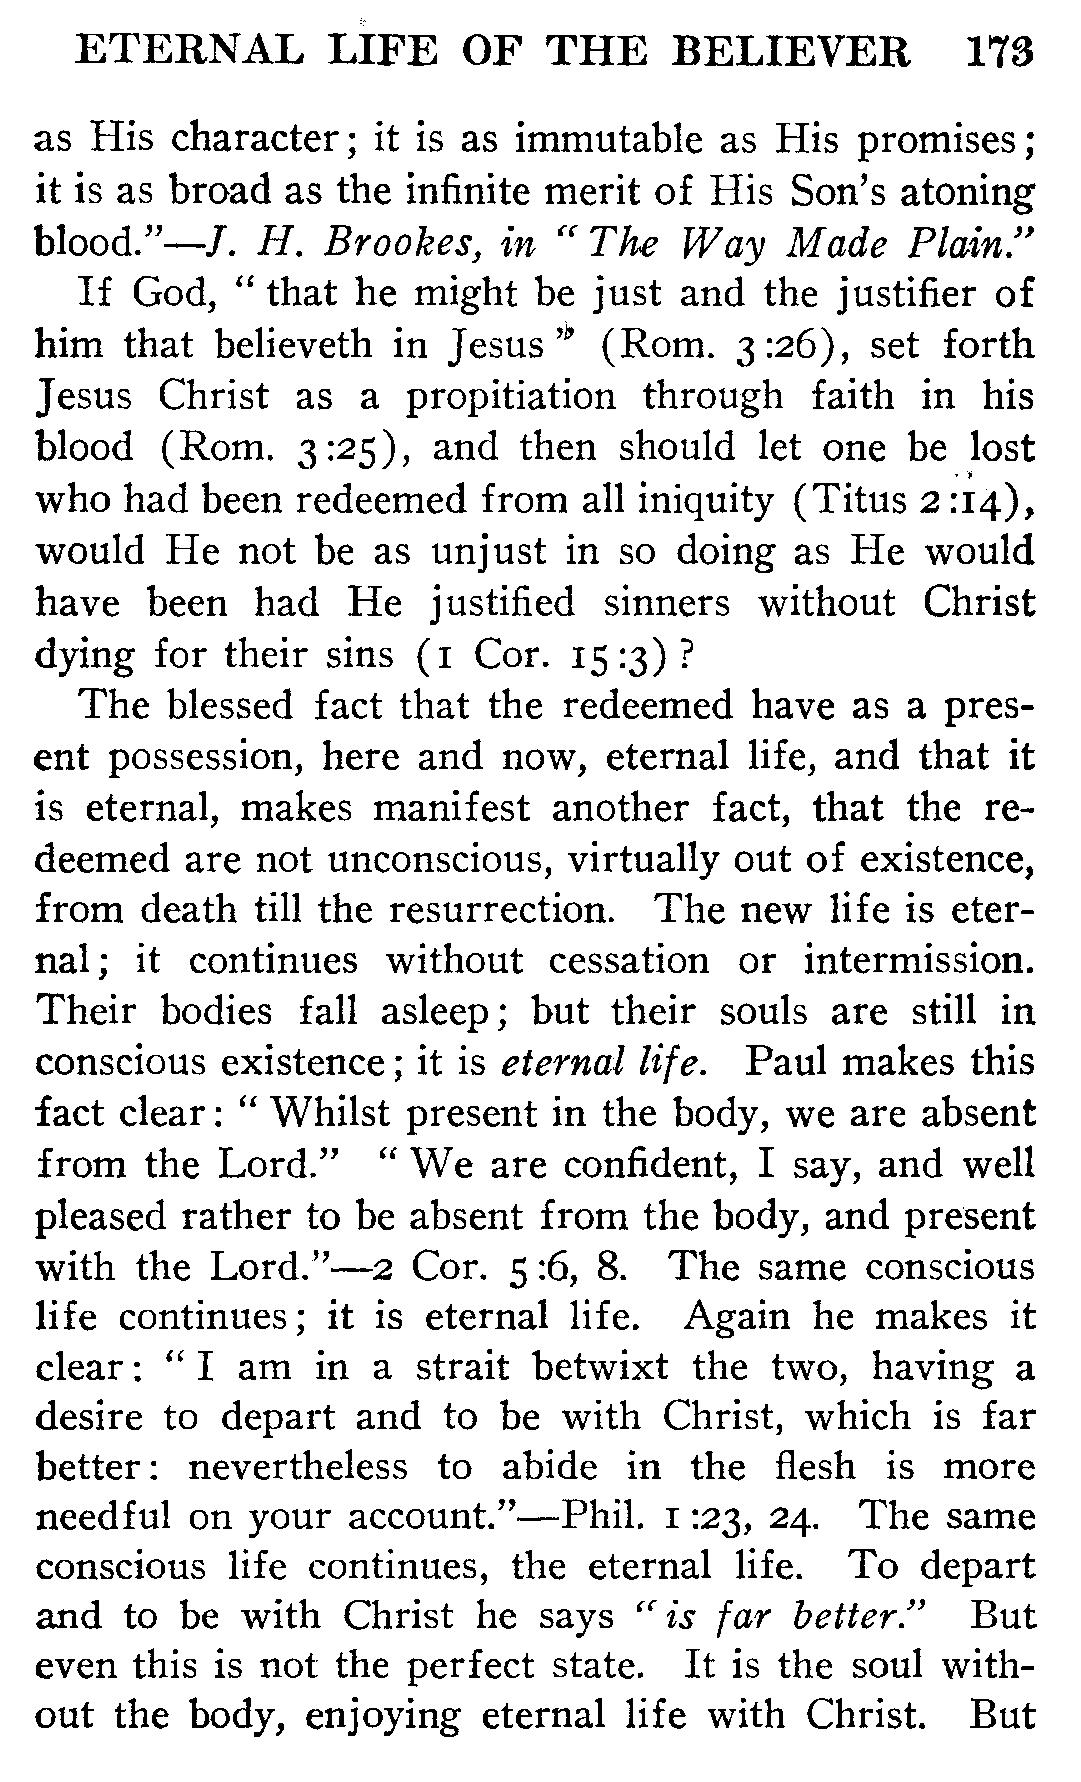 ETERNAL LIFE OF THE BELIEVER 173
as His character; it is as immutable as His promises;
it is as broad as the infinite merit of His Son's atoning
blood."—J. H. Brookes, in "The Way Made Plain."
If God, "that he might be just and the justifier of
him that believeth in Jesus" (Rom. 3:26), set forth
Jesus Christ as a propitiation through faith in his
blood (Rom. 3:25), and then should let one be lost
who had been redeemed from all iniquity (Titus 2:14),
would He not be as unjust in so doing as He would
have been had He justified sinners without Christ
dying for their sins (1 Cor. 15:3)?
The blessed fact that the redeemed have as a pres-
ent possession, here and now, eternal life, and that it
is eternal, makes manifest another fact, that the re-
deemed are not unconscious, virtually out of existence,
from death till the resurrection. The new life is eter-
nal; it continues without cessation or intermission.
Their bodies fall asleep; but their souls are still in
conscious existence; it is eternal life. Paul makes this
fact clear: "Whilst present in the body, we are absent
from the Lord." "We are confident, I say, and well
pleased rather to be absent from the body, and present
with the Lord."—2 Cor. 5:6, 8. The same conscious
life continues; it is eternal life. Again he makes it
clear: "I am in a strait betwixt the two, having a
desire to depart and to be with Christ, which is far
better: nevertheless to abide in the flesh is more
needful on your account."—Phil. 1:23, 24. The same
conscious life continues, the eternal life. To depart
and to be with Christ he says "is far better." But
even this is not the perfect state. It is the soul with-
out the body, enjoying eternal life with Christ. But